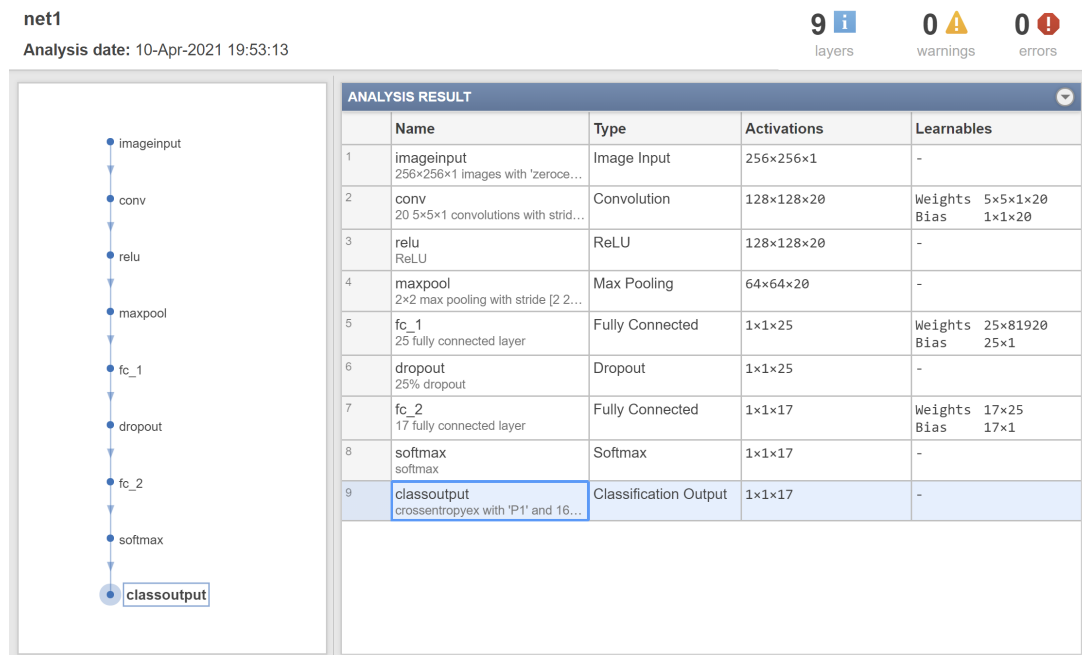 net1
Analysis date: 10-Apr-2021 19:53:13
9 i
layers
0
warnings
0
errors
imageinput
conv
relu
maxpool
fc_1
dropout
fc_2
softmax
classoutput
ANALYSIS RESULT
Name Type Activations Learnables
1 imageinput Image Input 256×256×1 -
256×256×1 images with 'zeroce…
2 conv Convolution 128×128×20 Weights 5×5×1×20
20 5×5×1 convolutions with strid… Bias 1×1×20
3 relu ReLU 128×128×20 -
ReLU
4 maxpool Max Pooling 64×64×20 -
2×2 max pooling with stride [2 2…
5 fc_1 Fully Connected 1×1×25 Weights 25×81920
25 fully connected layer Bias 25×1
6 dropout Dropout 1×1×25 -
25% dropout
7 fc_2 Fully Connected 1×1×17 Weights 17×25
17 fully connected layer Bias 17×1
8 softmax Softmax 1×1×17 -
softmax
9 classoutput Classification Output 1×1×17 -
crossentropyex with 'P1' and 16…